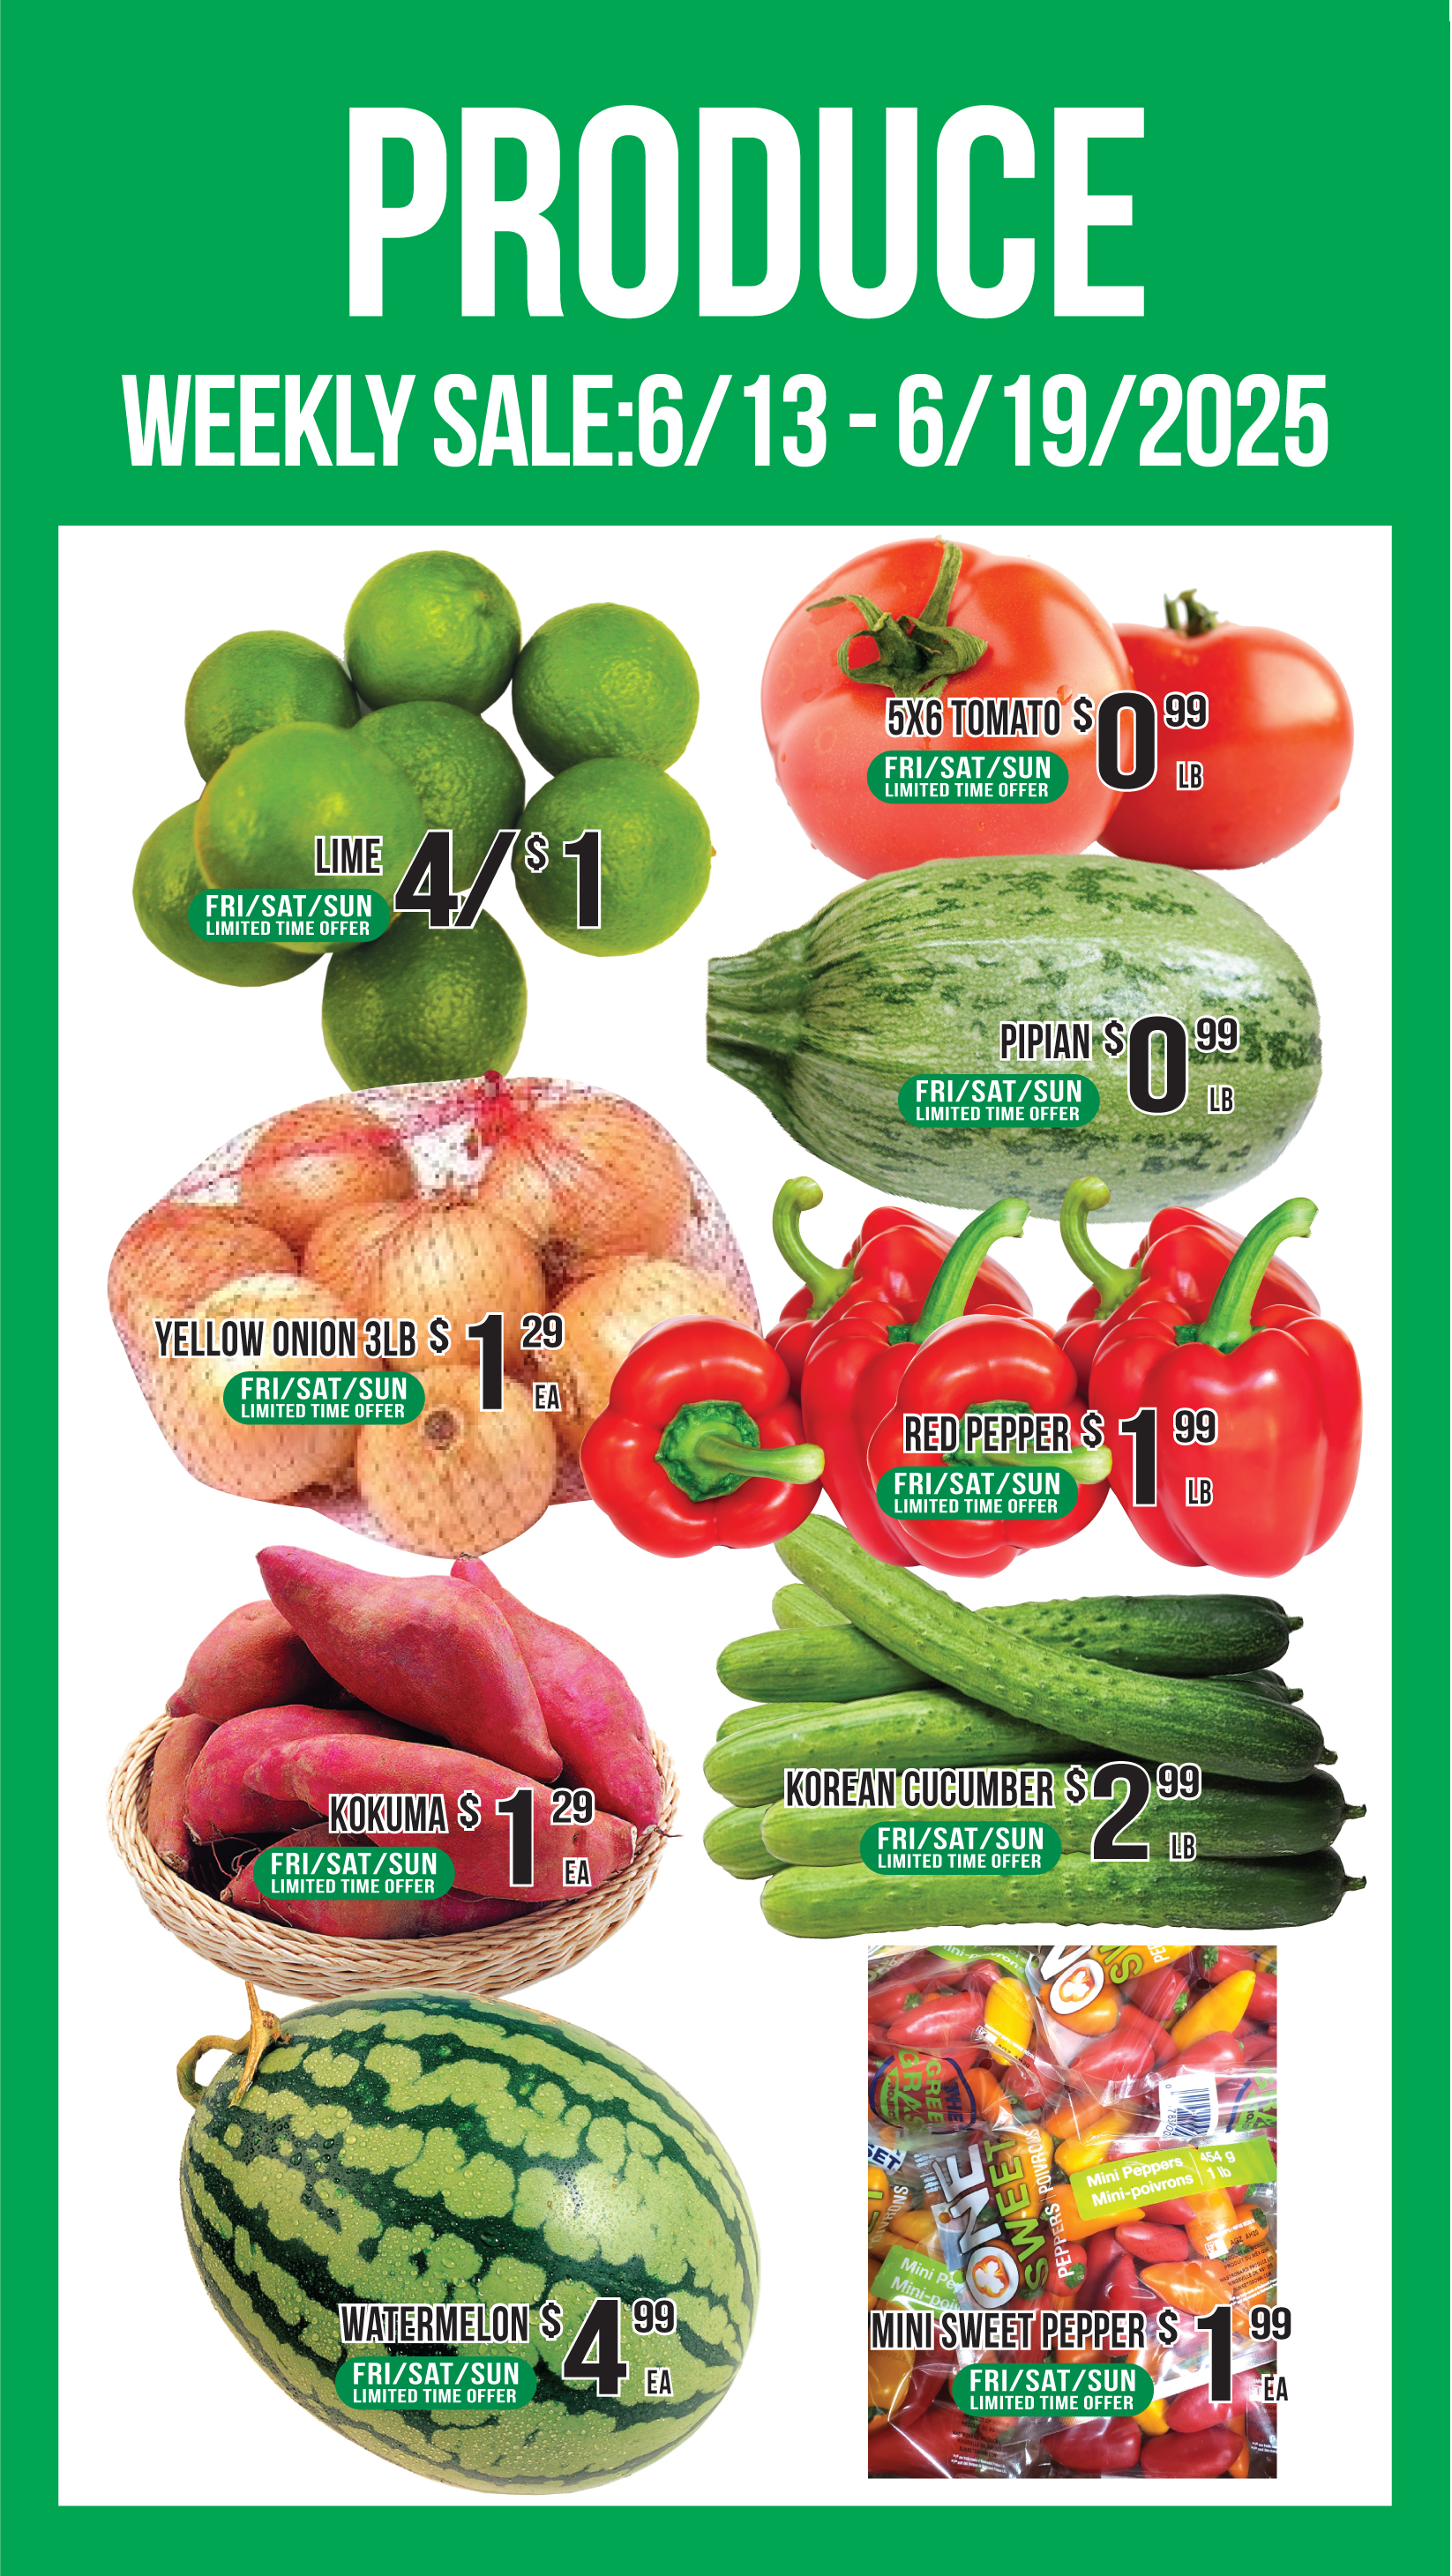 PRODUCE
WEEKLY SALE:6/13 - 6/19/2025
LIME 4/$1
FRI/SAT/SUN
LIMITED TIME OFFER
5X6 TOMATO $0 99 LB
FRI/SAT/SUN
LIMITED TIME OFFER
PIPIAN $0 99 LB
FRI/SAT/SUN
LIMITED TIME OFFER
YELLOW ONION 3LB $1 29 EA
FRI/SAT/SUN
LIMITED TIME OFFER
RED PEPPER $1 99 LB
FRI/SAT/SUN
LIMITED TIME OFFER
KOKUMA $1 29 EA
FRI/SAT/SUN
LIMITED TIME OFFER
KOREAN CUCUMBER $2 99 LB
FRI/SAT/SUN
LIMITED TIME OFFER
WATERMELON $4 99 EA
FRI/SAT/SUN
LIMITED TIME OFFER
THE
GREE
GRAS
ONE
SWEET
PEPPERS | POIVRONS
Mini Peppers
Mini-poivrons
454 g
1 lb
MINI SWEET PEPPER $1 99 EA
FRI/SAT/SUN
LIMITED TIME OFFER